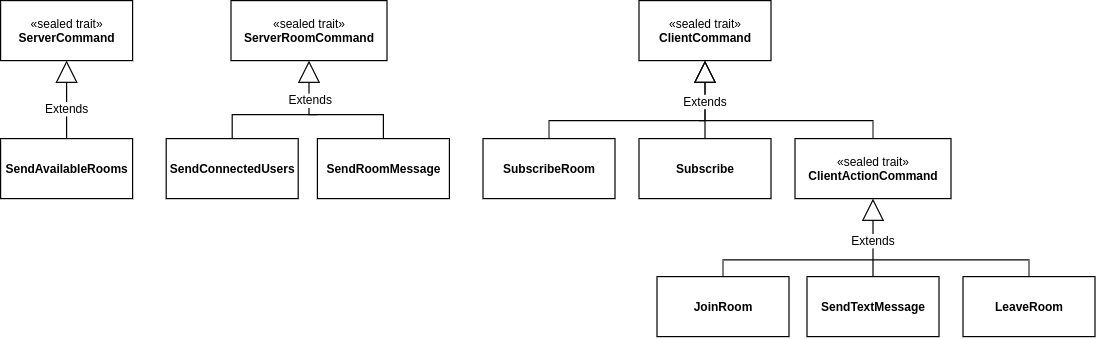 «sealed trait»
ServerCommand
«sealed trait»
ServerRoomCommand
«sealed trait»
ClientCommand
Extends
Extends
Extends
SendAvailableRooms
SendConnectedUsers
SendRoomMessage
SubscribeRoom
Subscribe
«sealed trait»
ClientActionCommand
Extends
JoinRoom
SendTextMessage
LeaveRoom